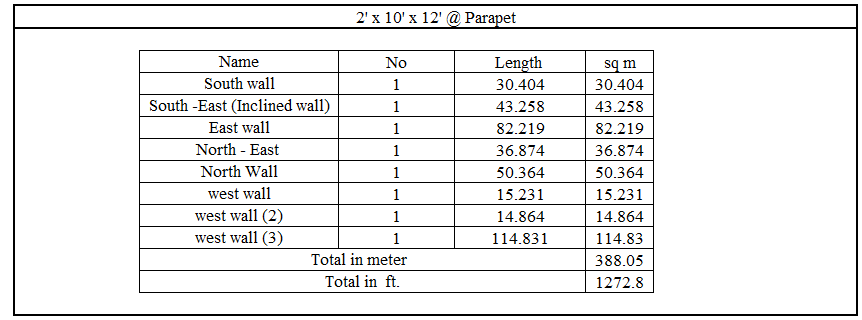 2' x 10' x 12' @ Parapet
Name No Length sq m
South wall 1 30.404 30.404
South -East (Inclined wall) 1 43.258 43.258
East wall 1 82.219 82.219
North - East 1 36.874 36.874
North Wall 1 50.364 50.364
west wall 1 15.231 15.231
west wall (2) 1 14.864 14.864
west wall (3) 1 114.831 114.83
Total in meter 388.05
Total in ft. 1272.8